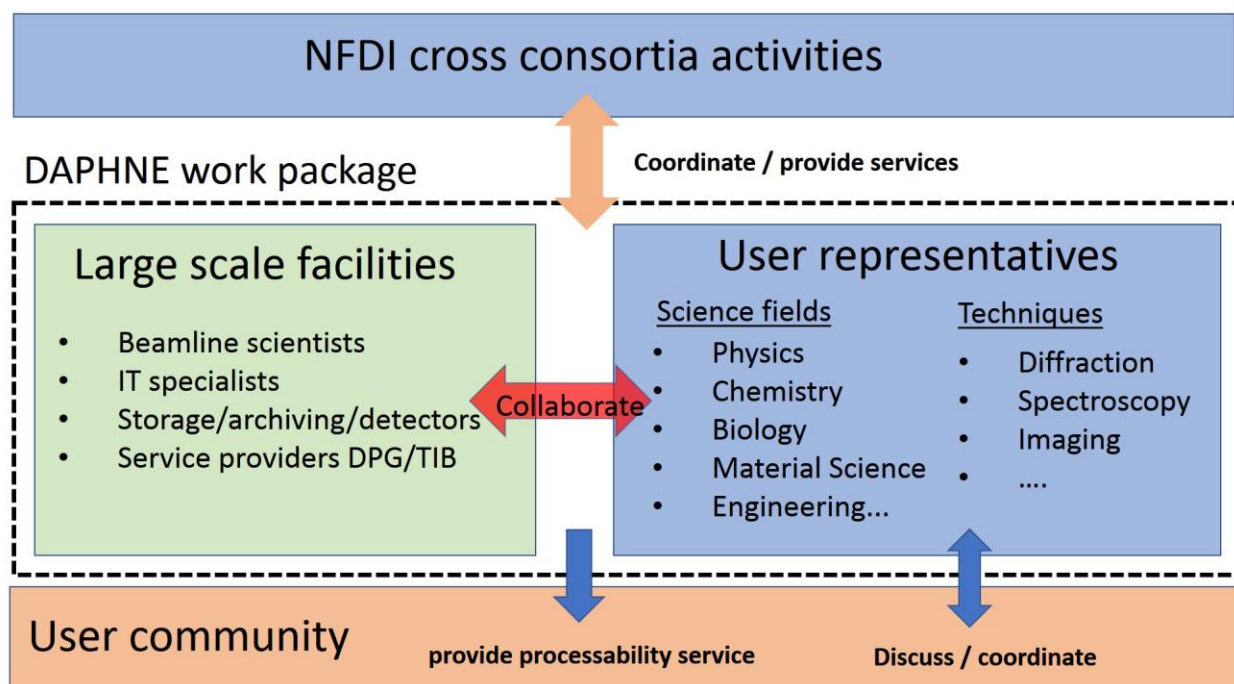 NFDI cross consortia activities
Coordinate / provide services
DAPHNE work package
Large scale facilities
• Beamline scientists
• IT specialists
• Storage/archiving/detectors
• Service providers DPG/TIB
Collaborate
User representatives
Science fields
• Physics
• Chemistry
• Biology
• Material Science
• Engineering...
Techniques
• Diffraction
• Spectroscopy
• Imaging
• ....
User community
provide processability service
Discuss / coordinate